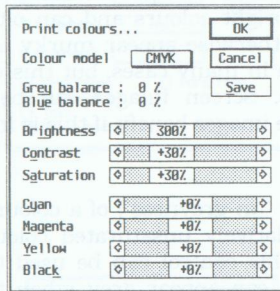 Print colours... OK
Colour model CMYK Cancel
Grey balance : 0 % Save
Blue balance : 0 %
Brightness 300%
Contrast +30%
Saturation +30%
Cyan +0%
Magenta +0%
Yellow +0%
Black +0%